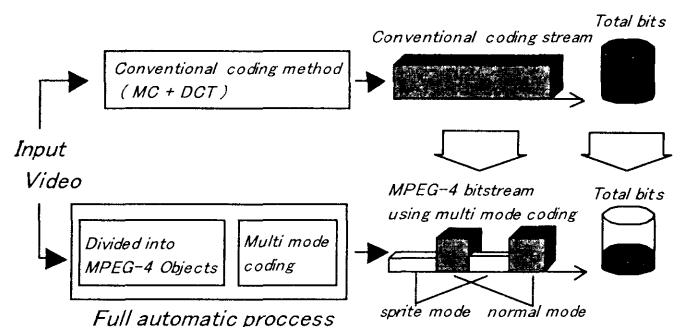 Total bits
Conventional coding stream
Conventional coding method
( MC + DCT )
Input
Video
MPEG-4 bitstream
using multi mode coding
Total bits
Divided into
MPEG-4 Objects
Multi mode
coding
sprite mode
normal mode
Full automatic proccess